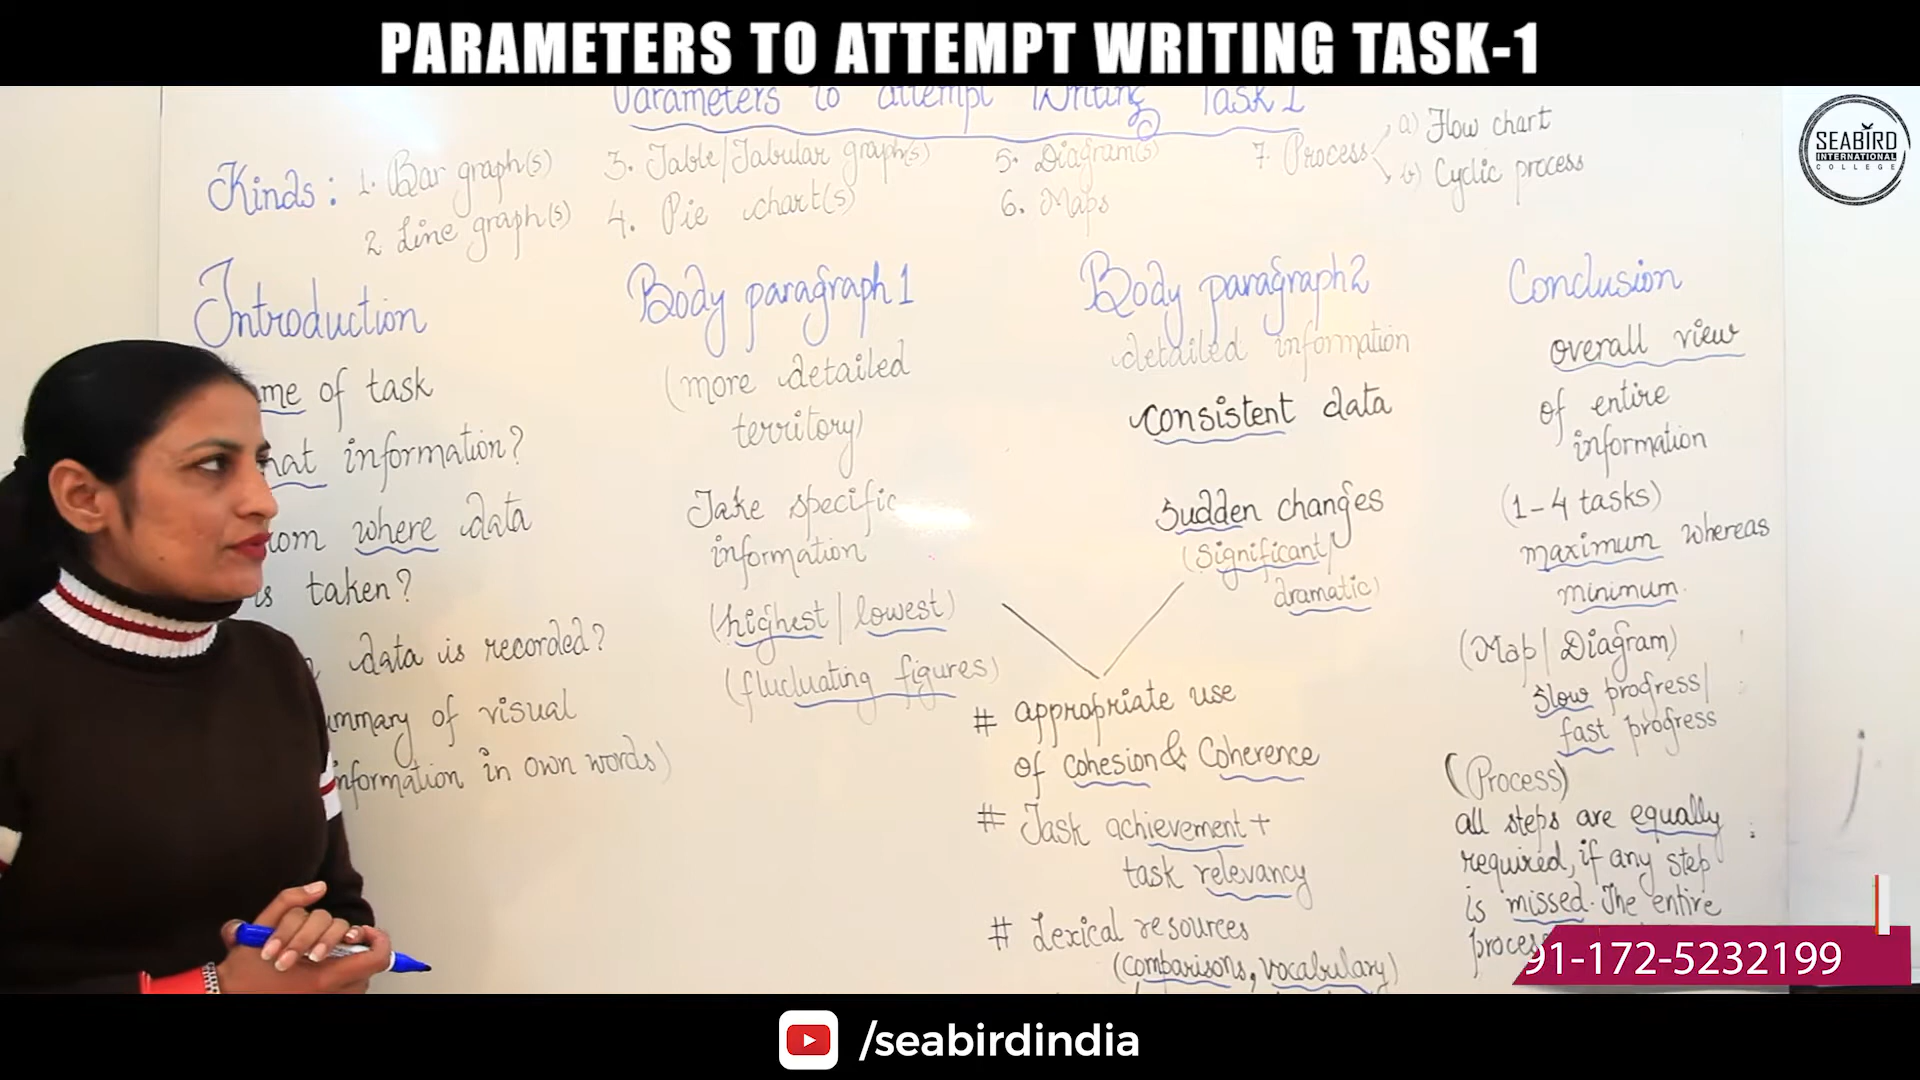 PARAMETERS TO ATTEMPT WRITING TASK-1
Parameters to attempt Writing Task 1
Kinds: 1. Bar graph(s)
2. Line graph(s)
3. Table/Tabular graph(s)
4. Pie chart(s)
5. Diagram(s)
6. Maps
7. Process
a) Flow chart
b) Cyclic process
SEABIRD
INTERNATIONAL
COLLEGE
Introduction
of task
information?
where data
is taken?
data is recorded?
of visual
information in own words)
Body paragraph 1
(more detailed
territory)
Take specific
information
(highest/lowest)
(fluctuating figures)
Body paragraph 2
detailed information
consistent data
Sudden changes
(significant/
dramatic)
# appropriate use
of cohesion & Coherence
# Task achievement +
task relevancy
# Lexical resources
(comparisons, vocabulary)
Conclusion
overall view
of entire
information
(1-4 tasks)
maximum whereas
minimum.
(Map/Diagram)
Slow progress/
fast progress
(Process)
all steps are equally
required, if any step
is missed. The entire
91-172-5232199
/seabirdindia